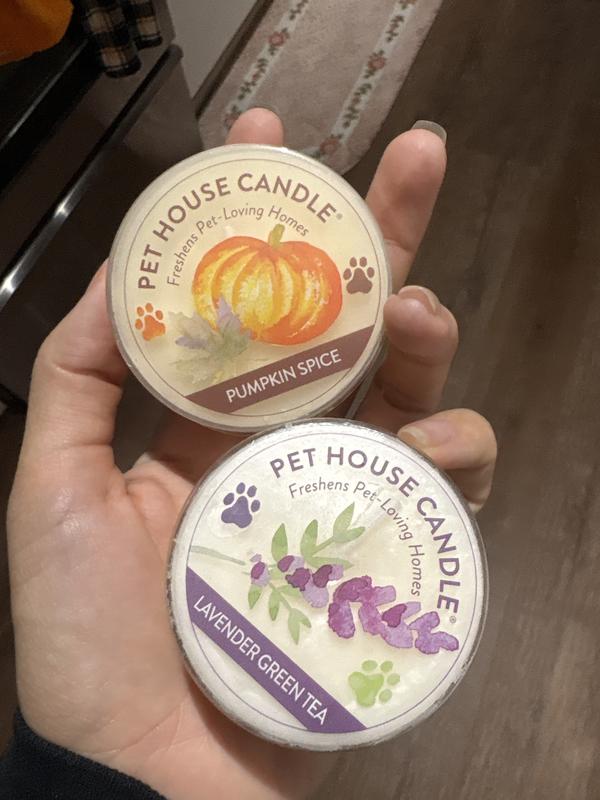 PET HOUSE CANDLE®
Freshens Pet-Loving Homes
PUMPKIN SPICE
PET HOUSE CANDLE®
Freshens Pet-Loving Homes
LAVENDER GREEN TEA